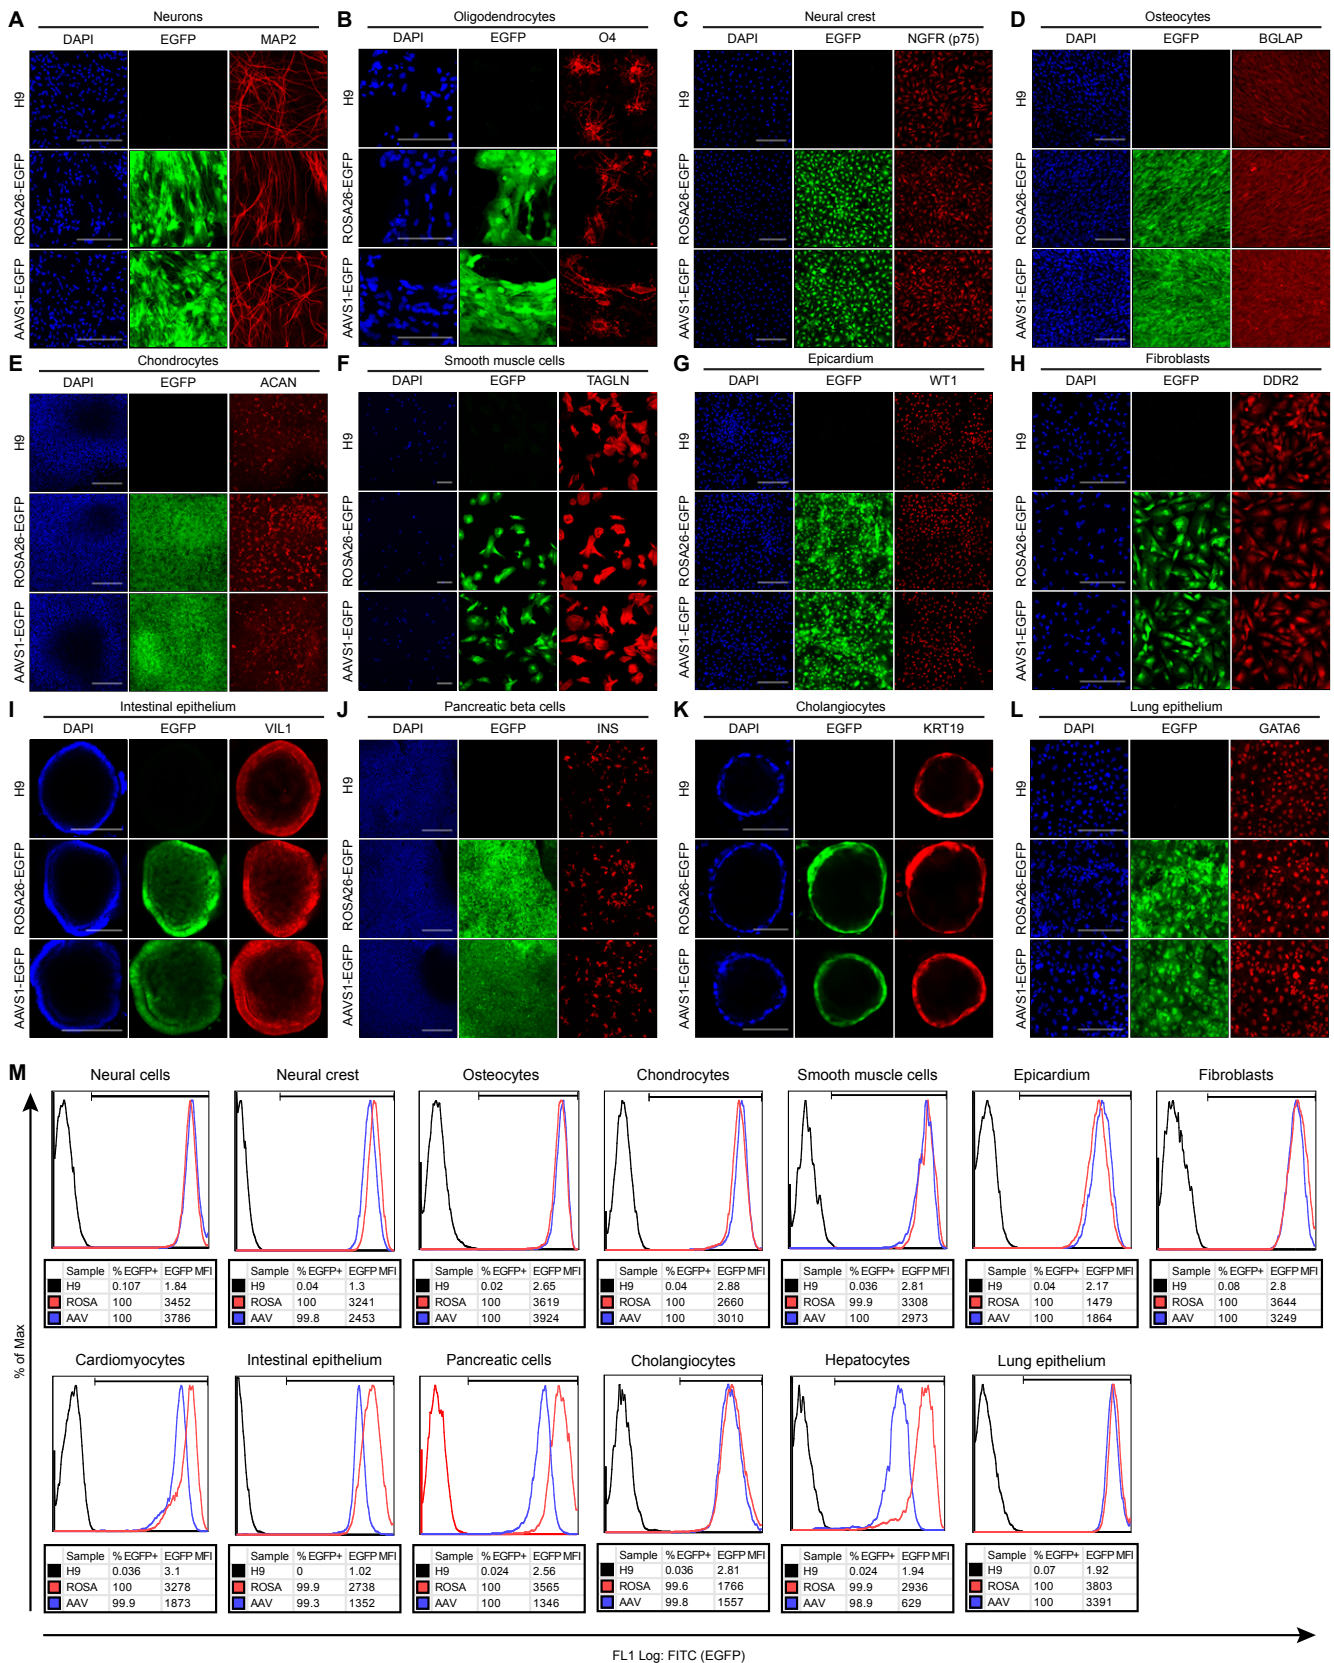 A Neurons
DAPI EGFP MAP2
H9
ROSA26-EGFP
AAVS1-EGFP
B Oligodendrocytes
DAPI EGFP O4
C Neural crest
DAPI EGFP NGFR (p75)
H9
ROSA26-EGFP
AAVS1-EGFP
D Osteocytes
DAPI EGFP BGLAP
H9
ROSA26-EGFP
AAVS1-EGFP
H9
ROSA26-EGFP
AAVS1-EGFP
E Chondrocytes
DAPI EGFP ACAN
H9
ROSA26-EGFP
AAVS1-EGFP
F Smooth muscle cells
DAPI EGFP TAGLN
H9
ROSA26-EGFP
AAVS1-EGFP
G Epicardium
DAPI EGFP WT1
H9
ROSA26-EGFP
AAVS1-EGFP
H Fibroblasts
DAPI EGFP DDR2
H9
ROSA26-EGFP
AAVS1-EGFP
I Intestinal epithelium
DAPI EGFP VIL1
H9
ROSA26-EGFP
AAVS1-EGFP
J Pancreatic beta cells
DAPI EGFP INS
H9
ROSA26-EGFP
AAVS1-EGFP
K Cholangiocytes
DAPI EGFP KRT19
H9
ROSA26-EGFP
AAVS1-EGFP
L Lung epithelium
DAPI EGFP GATA6
H9
ROSA26-EGFP
AAVS1-EGFP
M
% of Max
Neural cells
Sample % EGFP+ EGFP MFI
H9 0.107 1.84
ROSA 100 3452
AAV 100 3786
Neural crest
Sample % EGFP+ EGFP MFI
H9 0.04 1.3
ROSA 100 3241
AAV 99.8 2453
Osteocytes
Sample % EGFP+ EGFP MFI
H9 0.02 2.65
ROSA 100 3619
AAV 100 3924
Chondrocytes
Sample % EGFP+ EGFP MFI
H9 0.04 2.88
ROSA 100 2660
AAV 100 3010
Smooth muscle cells
Sample % EGFP+ EGFP MFI
H9 0.036 2.81
ROSA 99.9 3308
AAV 100 2973
Epicardium
Sample % EGFP+ EGFP MFI
H9 0.04 2.17
ROSA 100 1479
AAV 100 1864
Fibroblasts
Sample % EGFP+ EGFP MFI
H9 0.08 2.8
ROSA 100 3644
AAV 100 3249
Cardiomyocytes
Sample % EGFP+ EGFP MFI
H9 0.036 3.1
ROSA 100 3278
AAV 99.9 1873
Intestinal epithelium
Sample % EGFP+ EGFP MFI
H9 0 1.02
ROSA 99.9 2738
AAV 99.3 1352
Pancreatic cells
Sample % EGFP+ EGFP MFI
H9 0.024 2.56
ROSA 100 3565
AAV 100 1346
Cholangiocytes
Sample % EGFP+ EGFP MFI
H9 0.036 2.81
ROSA 99.6 1766
AAV 99.8 1557
Hepatocytes
Sample % EGFP+ EGFP MFI
H9 0.024 1.94
ROSA 99.9 2936
AAV 98.9 629
Lung epithelium
Sample % EGFP+ EGFP MFI
H9 0.07 1.92
ROSA 100 3803
AAV 100 3391
FL1 Log: FITC (EGFP)